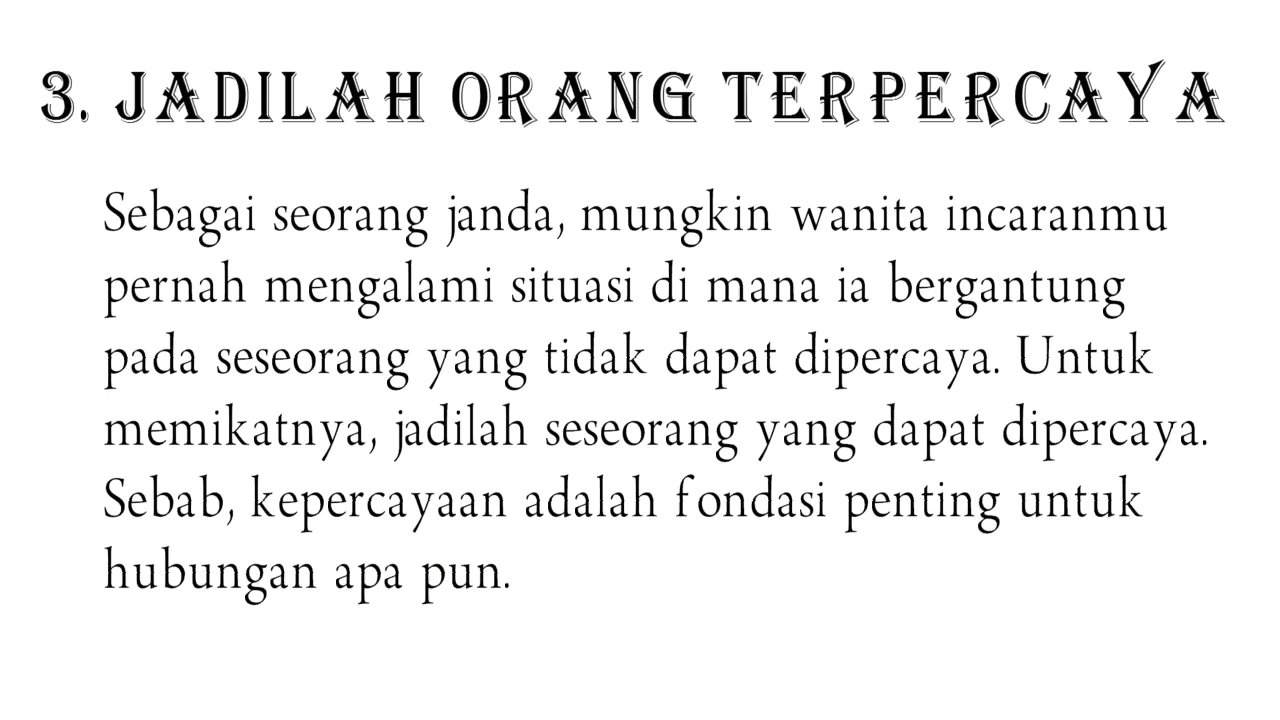 3. JADILAH ORANG TERPERCAYA
Sebagai seorang janda, mungkin wanita incaranmu
pernah mengalami situasi di mana ia bergantung
pada seseorang yang tidak dapat dipercaya. Untuk
memikatnya, jadilah seseorang yang dapat dipercaya.
Sebab, kepercayaan adalah fondasi penting untuk
hubungan apa pun.